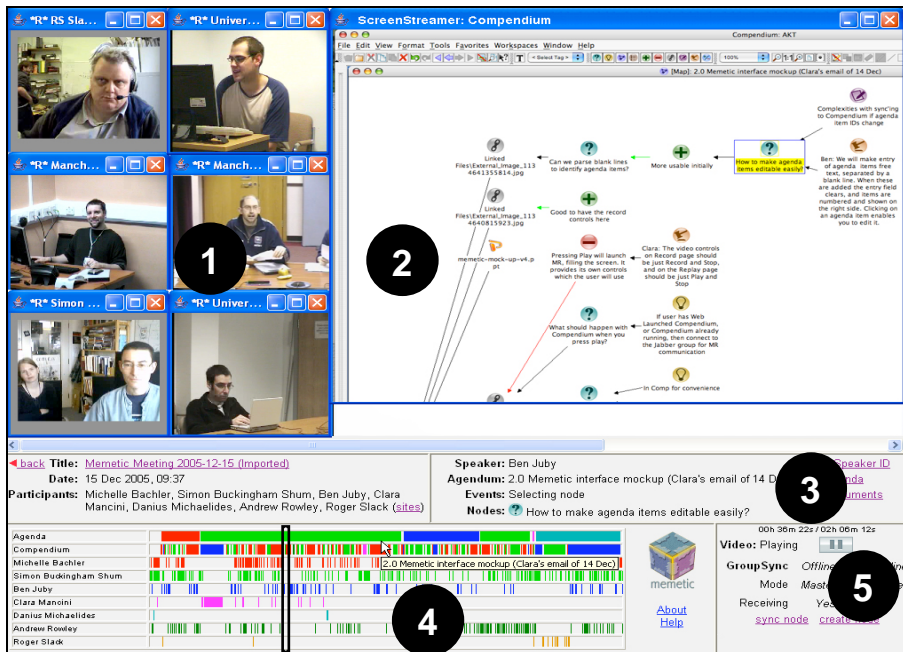 *R* RS Sla...
*R* Univer...
ScreenStreamer: Compendium
Compendium: AKT
File Edit View Format Tools Favorites Workspaces Window Help
T
< Select Tag >
100%
[Map]: 2.0 Memetic interface mockup (Clara's email of 14 Dec)
Complexities with sync'ing
to Compendium if agenda
item IDs change
Linked
Files\External_Image_113
4641355814.jpg
Can we parse blank lines
to identify agenda items?
More usable initially
How to make agenda
items editable easily?
Ben: We will make entry
of agenda items free
text, separated by a
blank line. When these
are added the entry field
clears, and items are
numbered and shown on
the right side. Clicking on
an agenda item enables
you to edit it.
*R* Manch...
*R* Manch...
Linked
Files\External_Image_113
4640815923.jpg
Good to have the record
controls here
1
2
memetic-mock-up-v4.p
pt
Pressing Play will launch
MR, filling the screen. It
provides its own controls
which the user will use
Clara: The video controls
on Record page should
be just Record and Stop,
and on the Replay page
should be just Play and
Stop
*R* Simon ...
*R* Univer...
What should happen with
Compendium when you
press play?
If user has Web
Launched Compendium,
or Compendium already
running, then connect to
the Jabber group for MR
communication
in Comp for convenience
back Title: Memetic Meeting 2005-12-15 (Imported)
Date: 15 Dec 2005, 09:37
Participants: Michelle Bachler, Simon Buckingham Shum, Ben Juby, Clara
Mancini, Danius Michaelides, Andrew Rowley, Roger Slack (sites)
Speaker: Ben Juby
Agendum: 2.0 Memetic interface mockup (Clara's email of 14 D
Events: Selecting node
Nodes: ? How to make agenda items editable easily?
Speaker ID
nda
uments
3
Agenda
Compendium
Michelle Bachler
Simon Buckingham Shum
Ben Juby
Clara Mancini
Danius Michaelides
Andrew Rowley
Roger Slack
2.0 Memetic interface mockup (Clara's email of 14 Dec)
4
memetic
About
Help
00h 36m 22s / 02h 06m 12s
Video: Playing
GroupSync Offline line
Mode Maste e
Receiving Ye
sync node create de
5